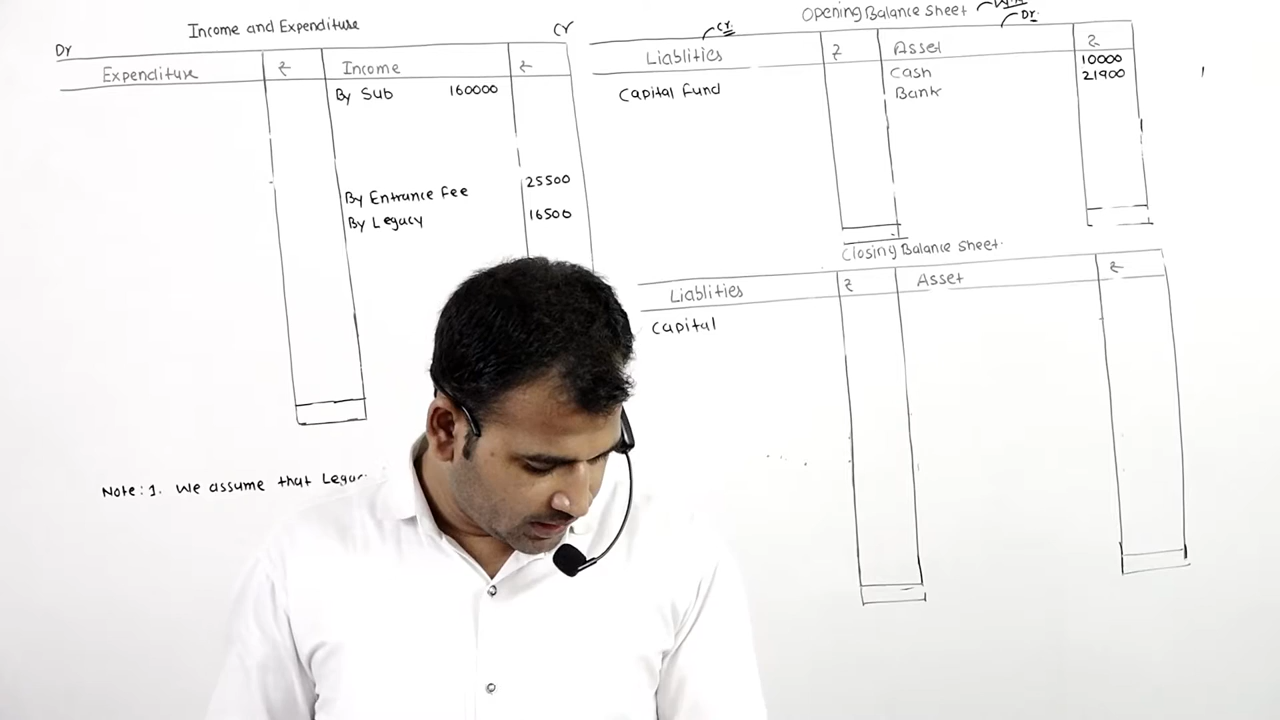 Income and Expenditure
Dr
Cr
Expenditure ₹ Income ₹
By Sub 160000
By Entrance Fee 25500
By Legacy 16500
Note: 1. We assume that Legac
Opening Balance Sheet
Cr Dr
Liablities ₹ Asset ₹
Capital Fund Cash 10000
Bank 21900
Closing Balance Sheet
Liablities ₹ Asset ₹
Capital